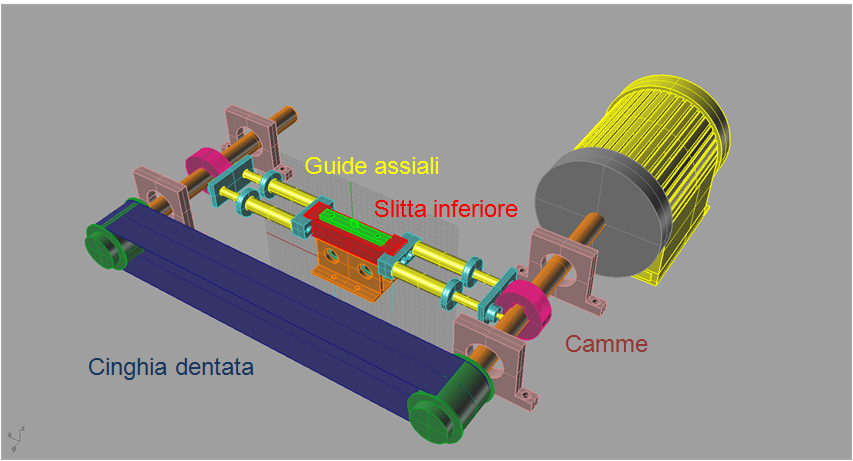 Guide assiali
Slitta inferiore
Camme
Cinghia dentata
x z
y